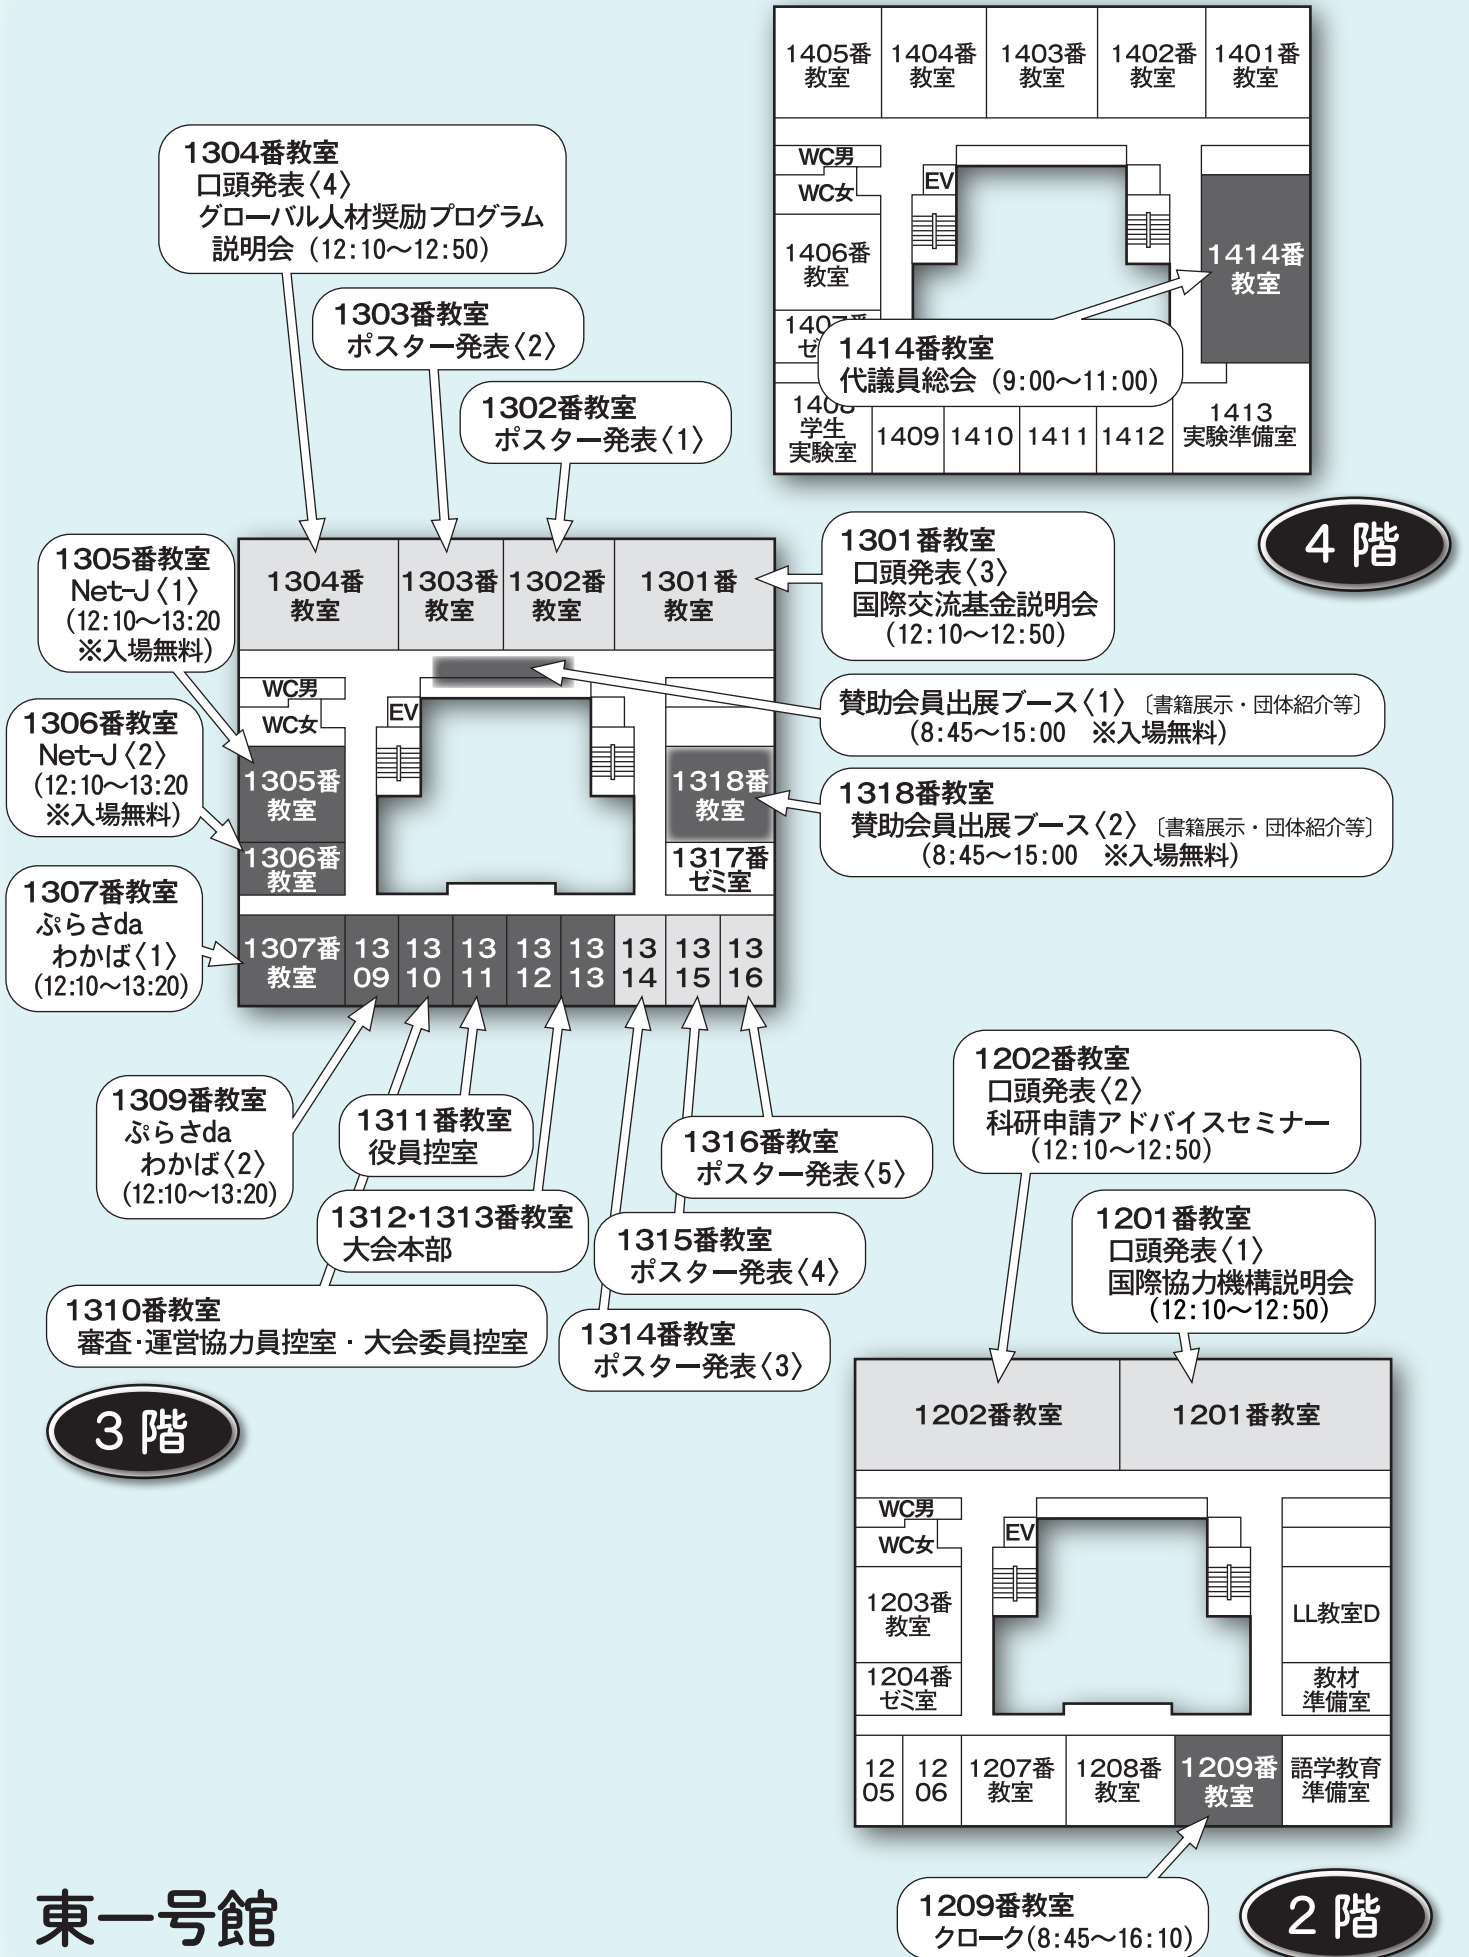 1405番
教室
1404番
教室
1403番
教室
1402番
教室
1401番
教室
WC男
WC女
EV
1406番
教室
1414番
教室
1414番教室
代議員総会（9:00〜11:00）
1408
学生
実験室
1409
1410
1411
1412
1413
実験準備室
4階
1304番教室
口頭発表〈4〉
グローバル人材奨励プログラム
説明会（12:10〜12:50）
1303番教室
ポスター発表〈2〉
1302番教室
ポスター発表〈1〉
1301番教室
口頭発表〈3〉
国際交流基金説明会
（12:10〜12:50）
1305番教室
Net-J〈1〉
（12:10〜13:20
※入場無料）
1306番教室
Net-J〈2〉
（12:10〜13:20
※入場無料）
1307番教室
ぷらさda
わかば〈1〉
（12:10〜13:20）
賛助会員出展ブース〈1〉〔書籍展示・団体紹介等〕
（8:45〜15:00　※入場無料）
1318番教室
賛助会員出展ブース〈2〉〔書籍展示・団体紹介等〕
（8:45〜15:00　※入場無料）
1304番
教室
1303番
教室
1302番
教室
1301番
教室
WC男
WC女
EV
1305番
教室
1306番
教室
1318番
教室
1317番
ゼミ室
1307番
教室
13
09
13
10
13
11
13
12
13
13
13
14
13
15
13
16
1309番教室
ぷらさda
わかば〈2〉
（12:10〜13:20）
1311番教室
役員控室
1312・1313番教室
大会本部
1310番教室
審査・運営協力員控室・大会委員控室
1316番教室
ポスター発表〈5〉
1315番教室
ポスター発表〈4〉
1314番教室
ポスター発表〈3〉
3階
1202番教室
口頭発表〈2〉
科研申請アドバイスセミナー
（12:10〜12:50）
1201番教室
口頭発表〈1〉
国際協力機構説明会
（12:10〜12:50）
1202番教室
1201番教室
WC男
WC女
EV
1203番
教室
1204番
ゼミ室
LL教室D
教材
準備室
12
05
12
06
1207番
教室
1208番
教室
1209番
教室
語学教育
準備室
1209番教室
クローク（8:45〜16:10）
2階
東一号館